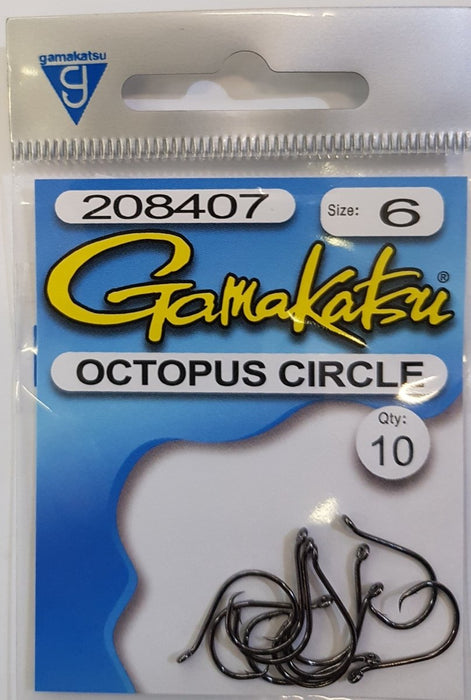 gamakatsu
g
208407
Size: 6
Gamakatsu®
OCTOPUS CIRCLE
Qty:
10